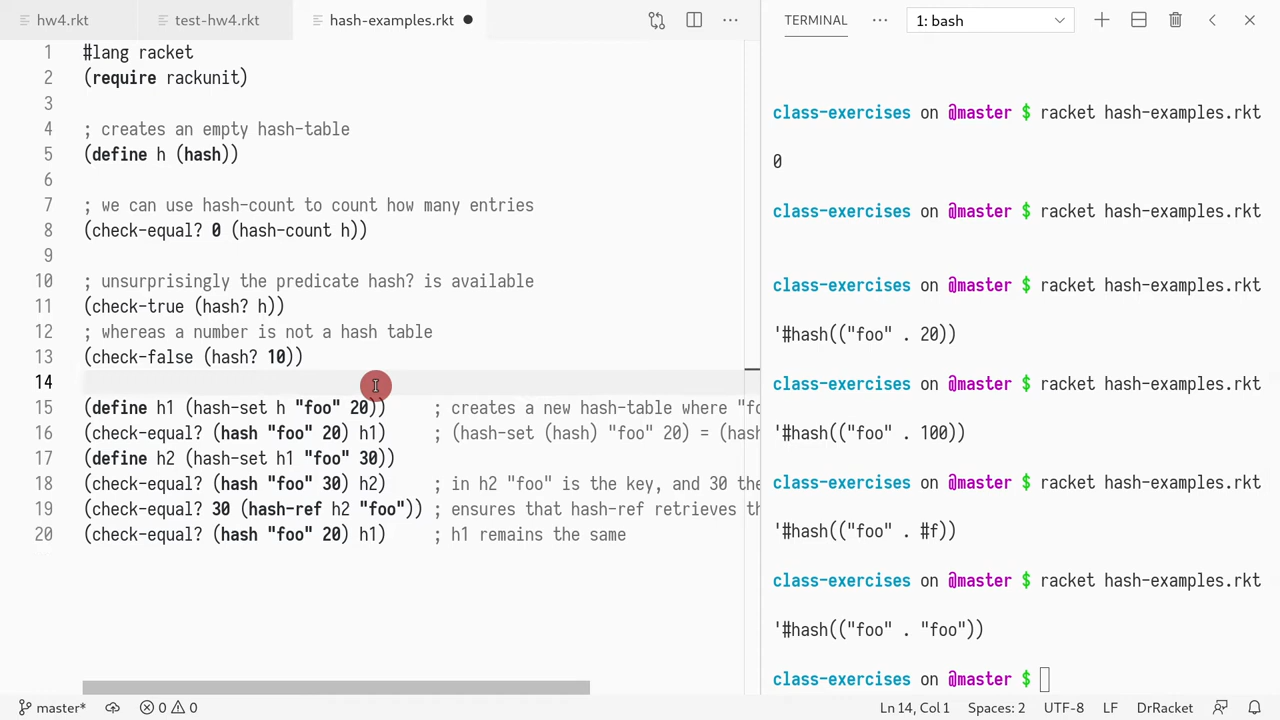 hw4.rkt
test-hw4.rkt
hash-examples.rkt
1 #lang racket
2 (require rackunit)
3
4 ; creates an empty hash-table
5 (define h (hash))
6
7 ; we can use hash-count to count how many entries
8 (check-equal? 0 (hash-count h))
9
10 ; unsurprisingly the predicate hash? is available
11 (check-true (hash? h))
12 ; whereas a number is not a hash table
13 (check-false (hash? 10))
14
15 (define h1 (hash-set h "foo" 20)) ; creates a new hash-table where "fo
16 (check-equal? (hash "foo" 20) h1) ; (hash-set (hash) "foo" 20) = (hash
17 (define h2 (hash-set h1 "foo" 30))
18 (check-equal? (hash "foo" 30) h2) ; in h2 "foo" is the key, and 30 the
19 (check-equal? 30 (hash-ref h2 "foo")) ; ensures that hash-ref retrieves th
20 (check-equal? (hash "foo" 20) h1) ; h1 remains the same
TERMINAL
1: bash
class-exercises on @master $ racket hash-examples.rkt
0
class-exercises on @master $ racket hash-examples.rkt
class-exercises on @master $ racket hash-examples.rkt
'#hash(("foo" . 20))
class-exercises on @master $ racket hash-examples.rkt
'#hash(("foo" . 100))
class-exercises on @master $ racket hash-examples.rkt
'#hash(("foo" . #f))
class-exercises on @master $ racket hash-examples.rkt
'#hash(("foo" . "foo"))
class-exercises on @master $
master* 0 0 Ln 14, Col 1 Spaces: 2 UTF-8 LF DrRacket